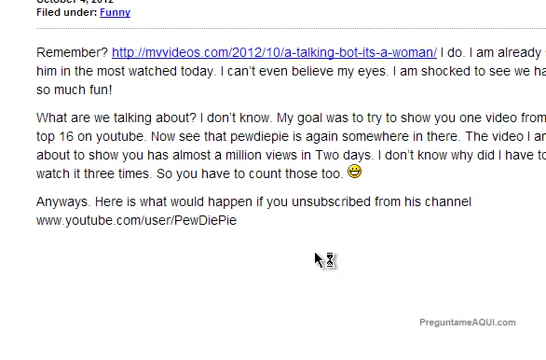 October 4, 2012
Filed under: Funny
Remember? http://mvvideos.com/2012/10/a-talking-bot-its-a-woman/ I do. I am already
him in the most watched today. I can't even believe my eyes. I am shocked to see we ha
so much fun!
What are we talking about? I don't know. My goal was to try to show you one video from
top 16 on youtube. Now see that pewdiepie is again somewhere in there. The video I a
about to show you has almost a million views in Two days. I don't know why did I have to
watch it three times. So you have to count those too.
Anyways. Here is what would happen if you unsubscribed from his channel
www.youtube.com/user/PewDiePie
PreguntameAQUI.com